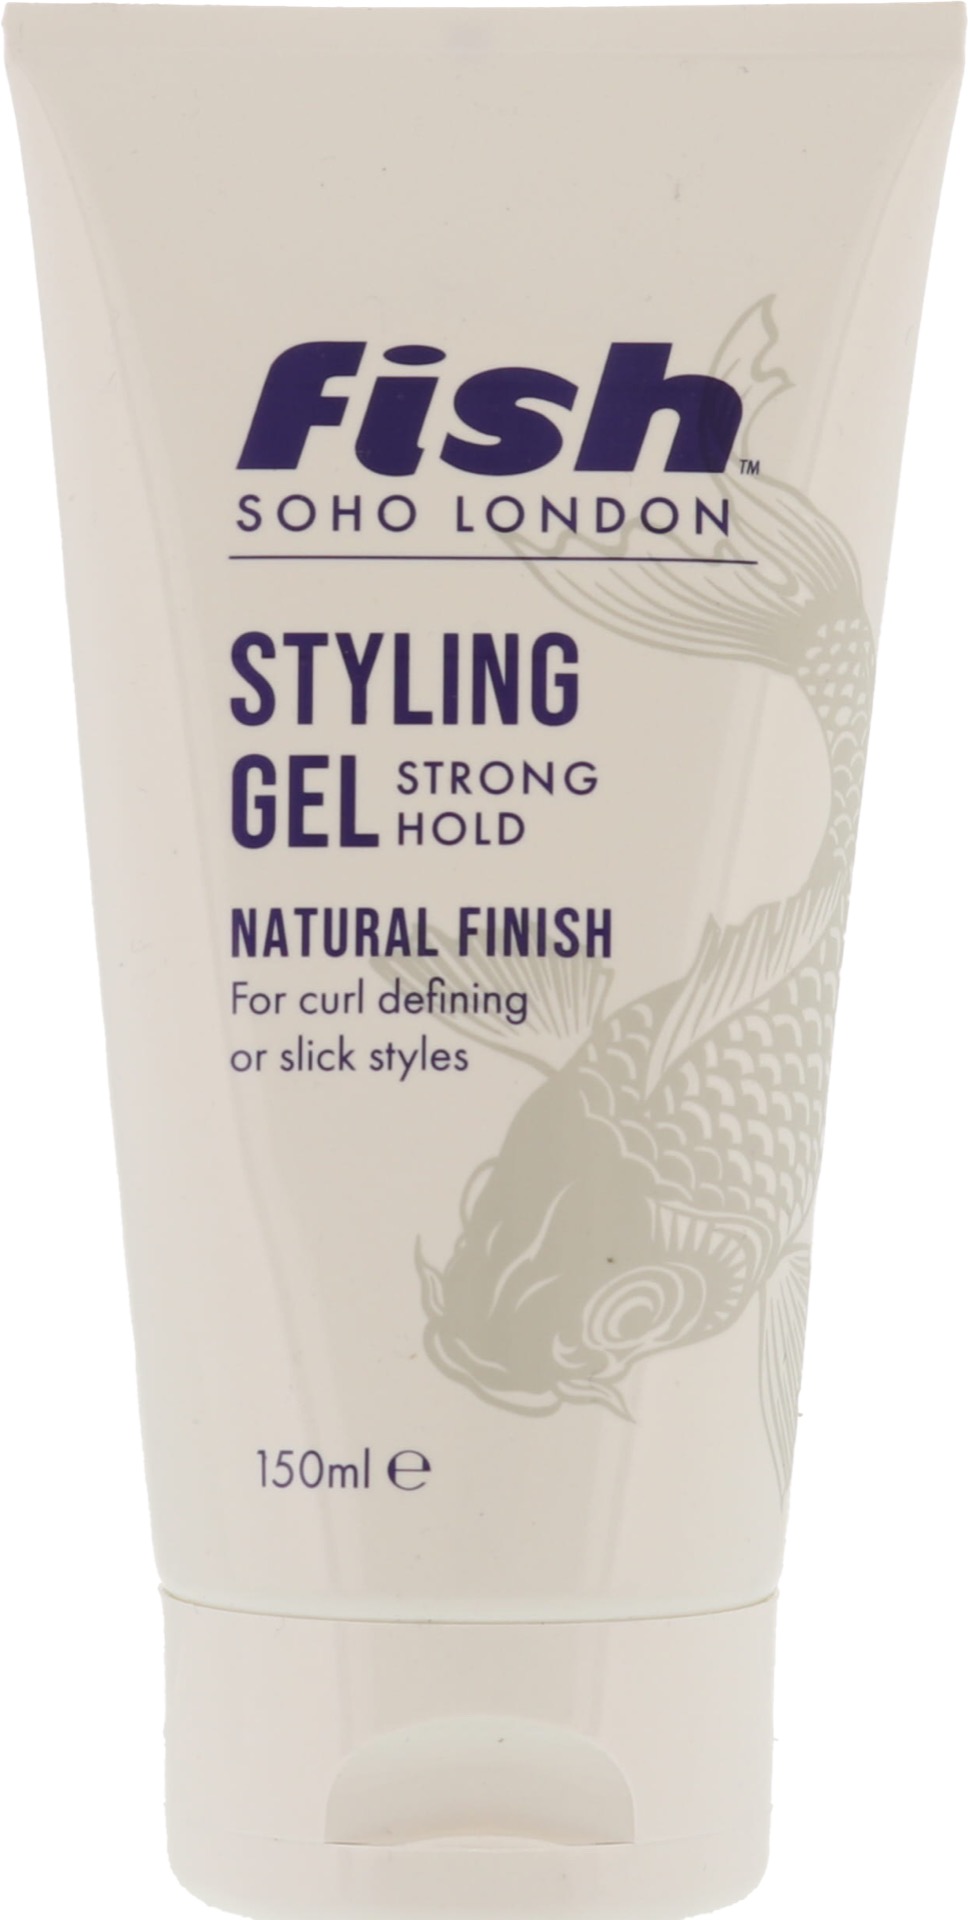 fish™
SOHO LONDON
STYLING
GEL STRONG
HOLD
NATURAL FINISH
For curl defining
or slick styles
150ml ℮